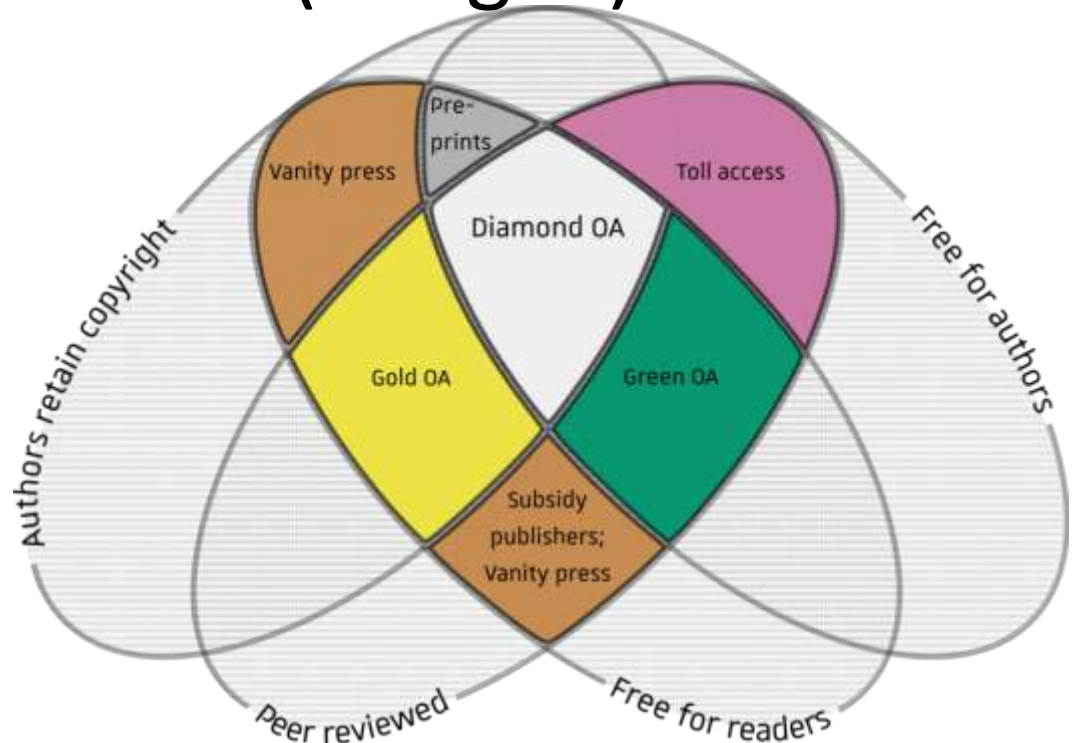 Pre-
prints
Vanity press
Toll access
Diamond OA
Authors retain copyright
Free for authors
Gold OA
Green OA
Subsidy
publishers;
Vanity press
Peer reviewed
Free for readers